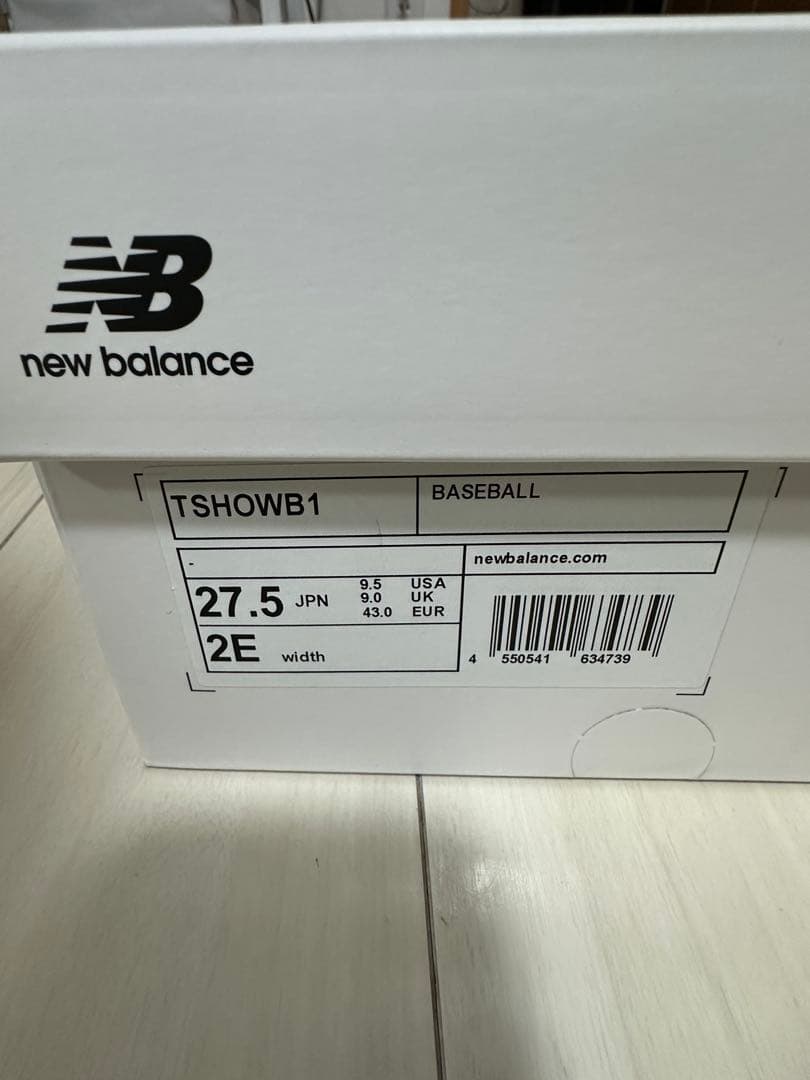 NB
new balance
TSHOWB1
BASEBALL
-
newbalance.com
27.5 JPN
9.5 USA
9.0 UK
43.0 EUR
2E width
4 550541 634739